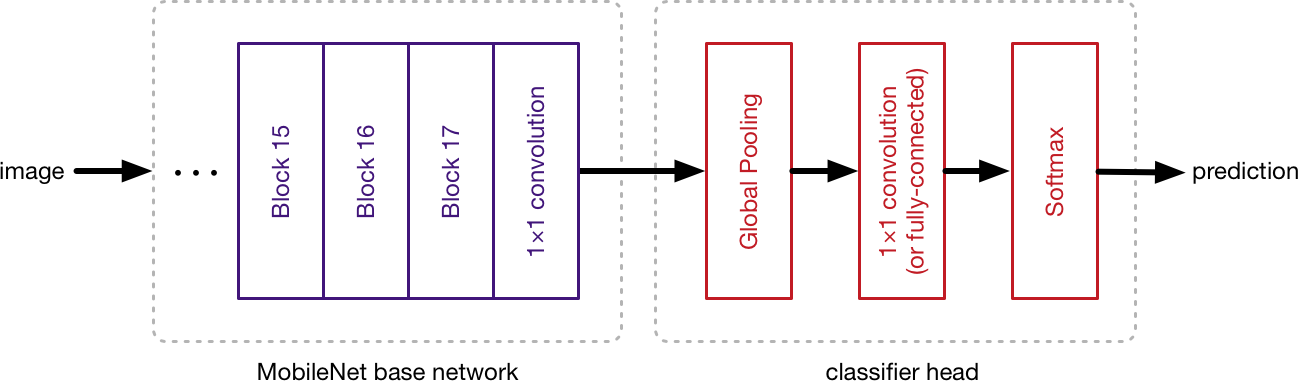 image
...
Block 15
Block 16
Block 17
1×1 convolution
Global Pooling
1×1 convolution
(or fully-connected)
Softmax
prediction
MobileNet base network
classifier head